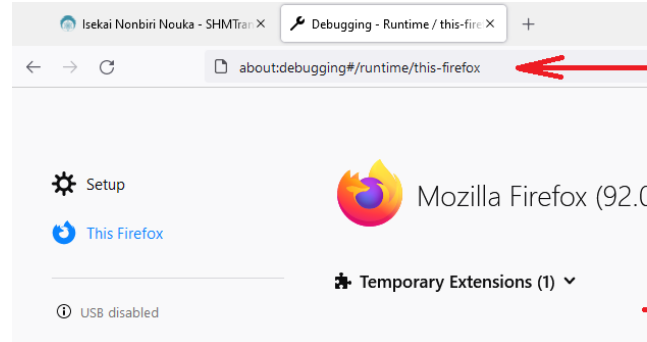 Isekai Nonbiri Nouka - SHMTran
Debugging - Runtime / this-fire
about:debugging#/runtime/this-firefox
Setup
Mozilla Firefox (92.0
This Firefox
Temporary Extensions (1)
USB disabled